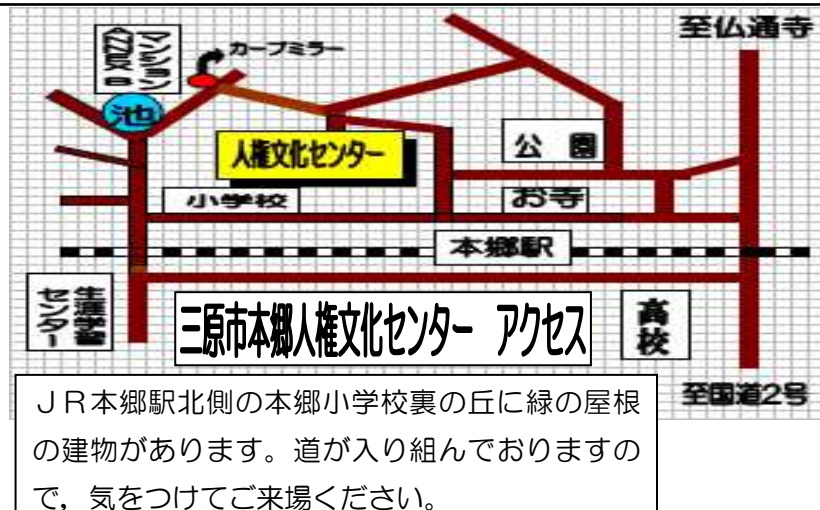 至仏通寺
マンション
カーブミラー
池
人権文化センター
公園
小学校
お寺
本郷駅
生涯学習
センター
三原市本郷人権文化センター　アクセス
高校
至国道2号
ＪＲ本郷駅北側の本郷小学校裏の丘に緑の屋根
の建物があります。道が入り組んでおりますの
で，気をつけてご来場ください。